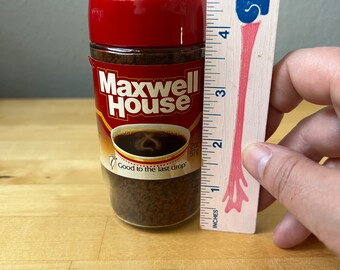 Maxwell
House
Good to the last drop!
4
3
2
1
INCHES